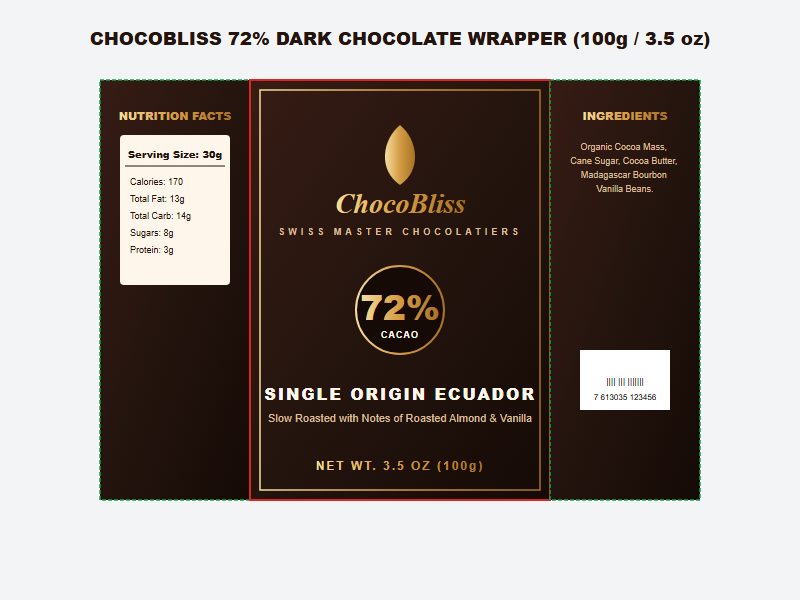 CHOCOBLISS 72% DARK CHOCOLATE WRAPPER (100g / 3.5 oz)
NUTRITION FACTS
Serving Size: 30g
Calories: 170
Total Fat: 13g
Total Carb: 14g
Sugars: 8g
Protein: 3g
ChocoBliss
SWISS MASTER CHOCOLATIERS
72%
CACAO
SINGLE ORIGIN ECUADOR
Slow Roasted with Notes of Roasted Almond & Vanilla
NET WT. 3.5 OZ (100g)
INGREDIENTS
Organic Cocoa Mass,
Cane Sugar, Cocoa Butter,
Madagascar Bourbon
Vanilla Beans.
7 613035 123456